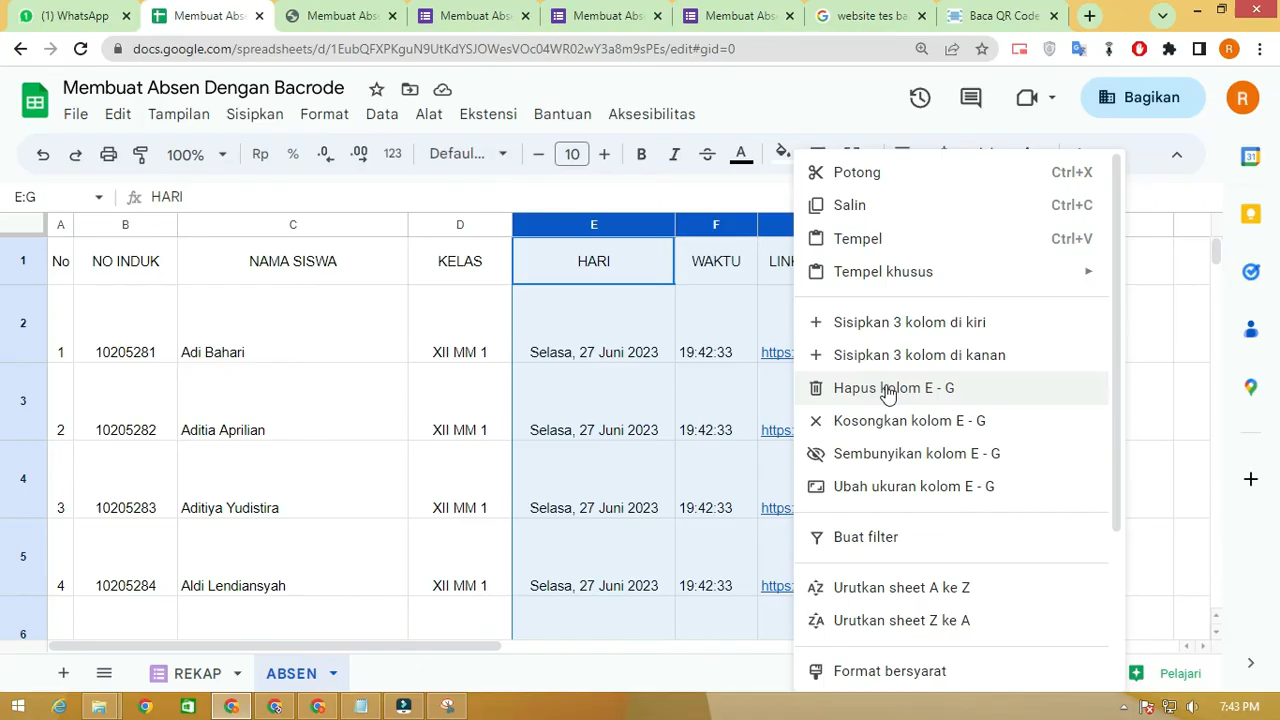 (1) WhatsApp
Membuat Abs
Membuat Abse
Membuat Abse
Membuat Abse
Membuat Abse
website tes ba
Baca QR Code
docs.google.com/spreadsheets/d/1EubQFXPKguN9UtKdYSJOWesVOc04WR02wY3a8m9sPEs/edit#gid=0
Membuat Absen Dengan Bacrode
File Edit Tampilan Sisipkan Format Data Alat Ekstensi Bantuan Aksesibilitas
Bagikan
R
100% Rp % .0 .00 123 Defaul... 10 B I S A
E:G HARI
A B C D E F
1 No NO INDUK NAMA SISWA KELAS HARI WAKTU LINK
2 1 10205281 Adi Bahari XII MM 1 Selasa, 27 Juni 2023 19:42:33 https:
3 2 10205282 Aditia Aprilian XII MM 1 Selasa, 27 Juni 2023 19:42:33 https:
4 3 10205283 Aditiya Yudistira XII MM 1 Selasa, 27 Juni 2023 19:42:33 https:
5 4 10205284 Aldi Lendiansyah XII MM 1 Selasa, 27 Juni 2023 19:42:33 https:
6
Potong Ctrl+X
Salin Ctrl+C
Tempel Ctrl+V
Tempel khusus
Sisipkan 3 kolom di kiri
Sisipkan 3 kolom di kanan
Hapus kolom E - G
Kosongkan kolom E - G
Sembunyikan kolom E - G
Ubah ukuran kolom E - G
Buat filter
Urutkan sheet A ke Z
Urutkan sheet Z ke A
Format bersyarat
REKAP ABSEN
Pelajari
7:43 PM